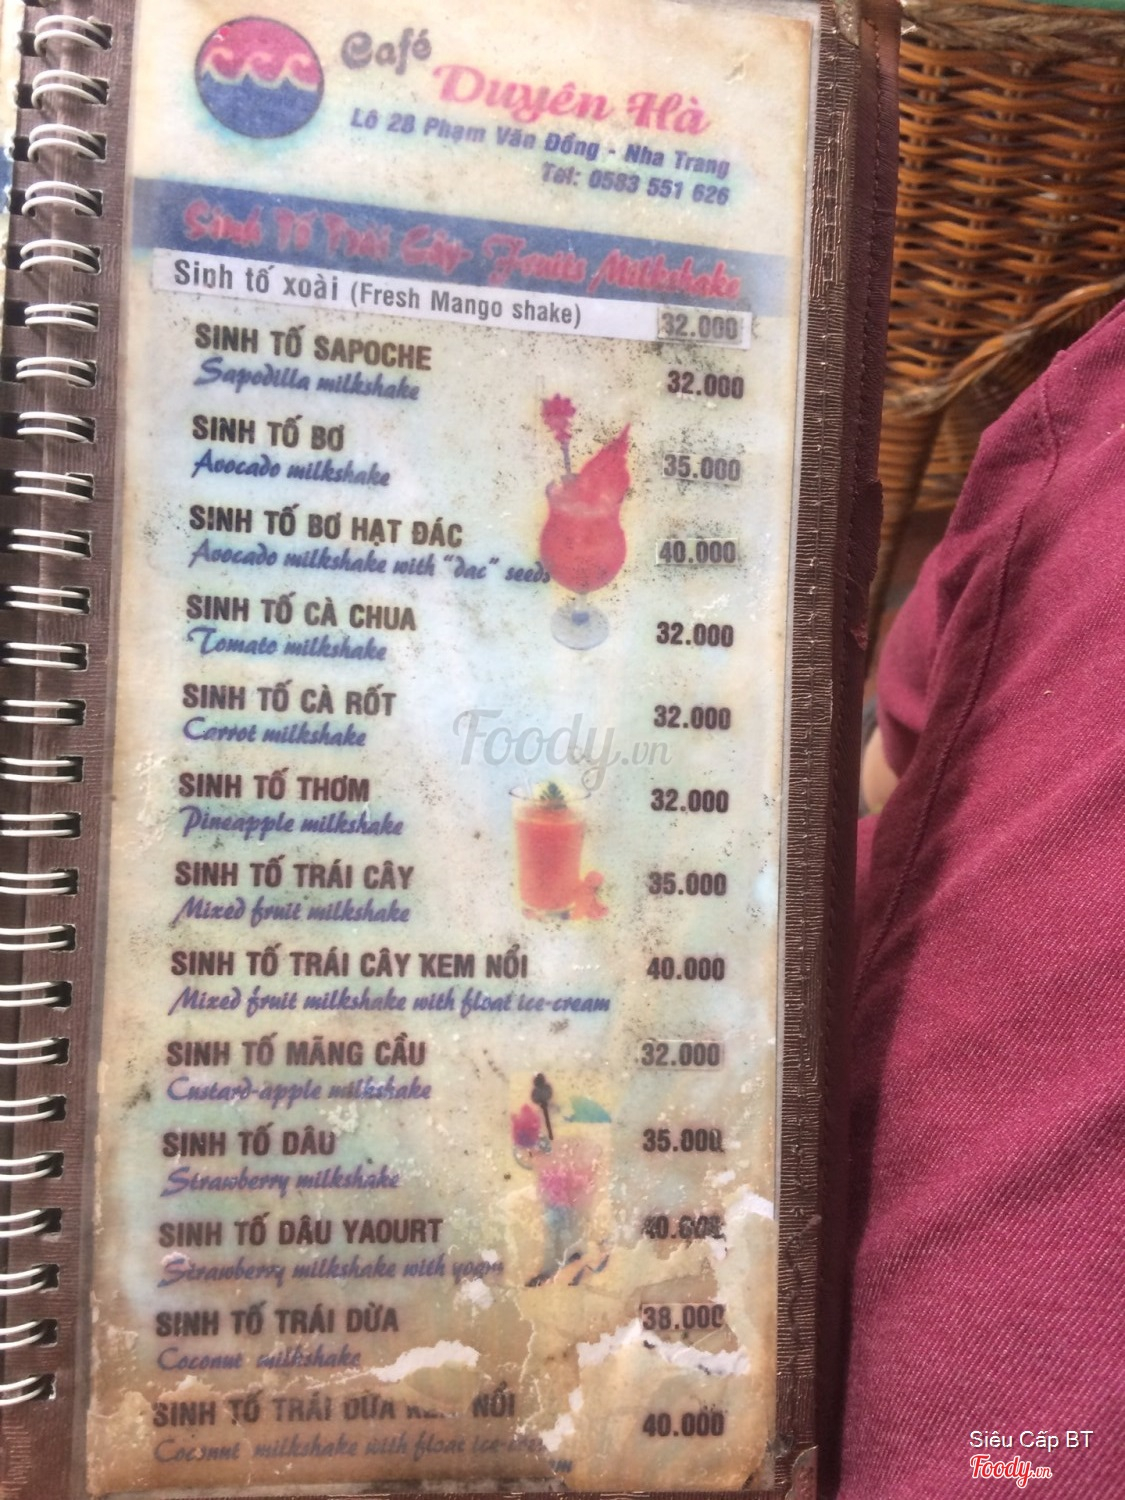 Café
Duyên Hà
Lô 28 Phạm Văn Đồng - Nha Trang
Tel: 0583 551 626
Sinh Tố Trái Cây - Fruits Milkshake
Sinh tố xoài (Fresh Mango shake) 32.000
SINH TỐ SAPOCHE
Sapodilla milkshake 32.000
SINH TỐ BƠ
Avocado milkshake 35.000
SINH TỐ BƠ HẠT ĐÁC
Avocado milkshake with "đac" seeds 40.000
SINH TỐ CÀ CHUA
Tomato milkshake 32.000
SINH TỐ CÀ RỐT
Carrot milkshake 32.000
SINH TỐ THƠM
Pineapple milkshake 32.000
SINH TỐ TRÁI CÂY
Mixed fruit milkshake 35.000
SINH TỐ TRÁI CÂY KEM NỔI 40.000
Mixed fruit milkshake with float ice-cream
SINH TỐ MÃNG CẦU 32.000
Custard-apple milkshake
SINH TỐ DÂU 35.000
Strawberry milkshake
SINH TỐ DÂU YAOURT 40.000
Strawberry milkshake with
SINH TỐ TRÁI DỪA 38.000
Coconut milkshake
SINH TỐ TRÁI DỪA KEM NỔI 40.000
Coconut milkshake with float
Foody.vn
Siêu Cấp BT
Foody.vn